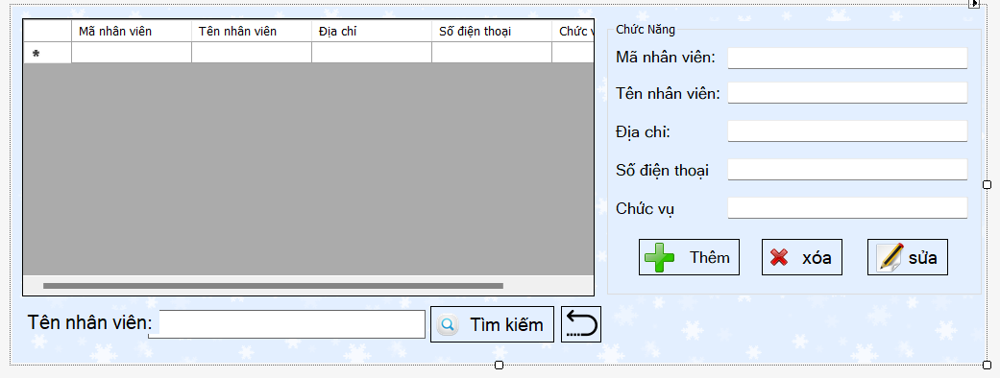 Mã nhân viên Tên nhân viên Địa chỉ Số điện thoại Chức
Chức Năng
Mã nhân viên:
Tên nhân viên:
Địa chỉ:
Số điện thoại
Chức vụ
Thêm xóa sửa
Tên nhân viên: Tìm kiếm